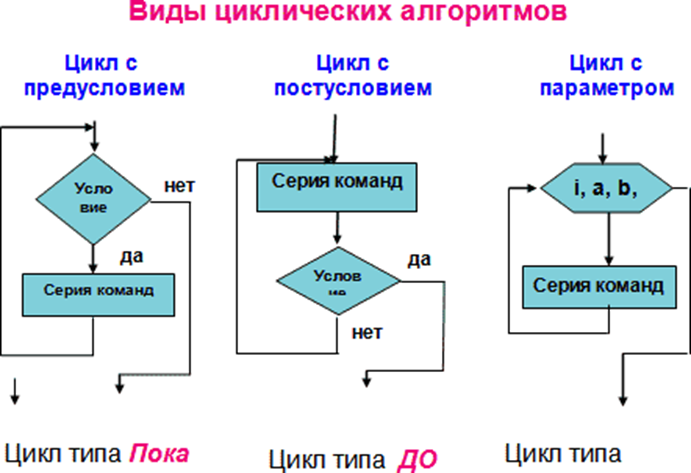 Виды циклических алгоритмов
Цикл с
предусловием
Усло
вие
нет
да
Серия команд
Цикл типа Пока
Цикл с
постусловием
Серия команд
Услов
ие
да
нет
Цикл типа ДО
Цикл с
параметром
i, a, b,
Серия команд
Цикл типа